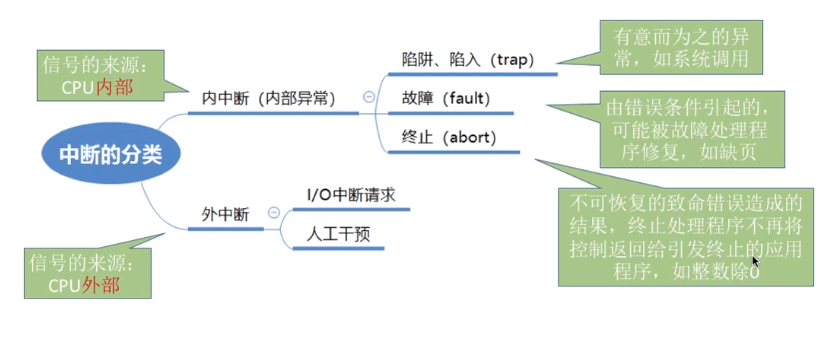 有意而为之的异
常，如系统调用
信号的来源：
CPU内部
陷阱、陷入（trap）
内中断（内部异常）
故障（fault）
由错误条件引起的，
可能被故障处理程
序修复，如缺页
终止（abort）
中断的分类
I/O中断请求
外中断
人工干预
不可恢复的致命错误造成的
结果，终止处理程序不再将
控制返回给引发终止的应用
程序，如整数除0
信号的来源：
CPU外部